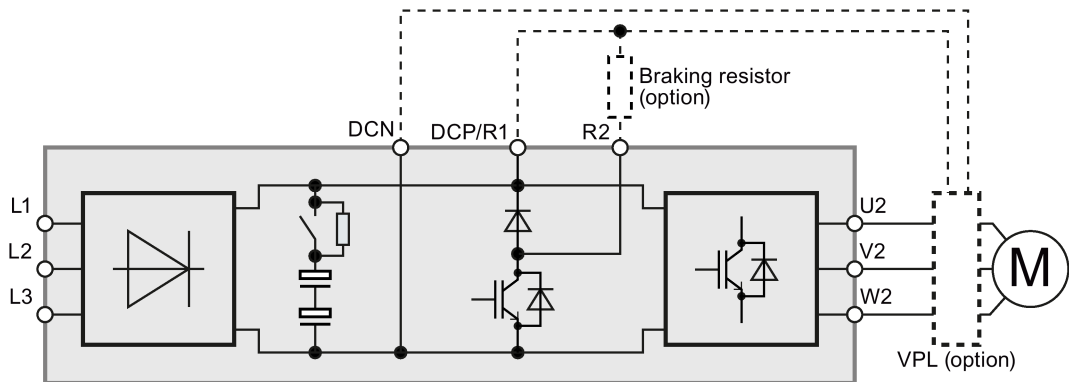 Braking resistor
(option)
DCN
DCP/R1
R2
L1
L2
L3
U2
V2
W2
M
VPL (option)